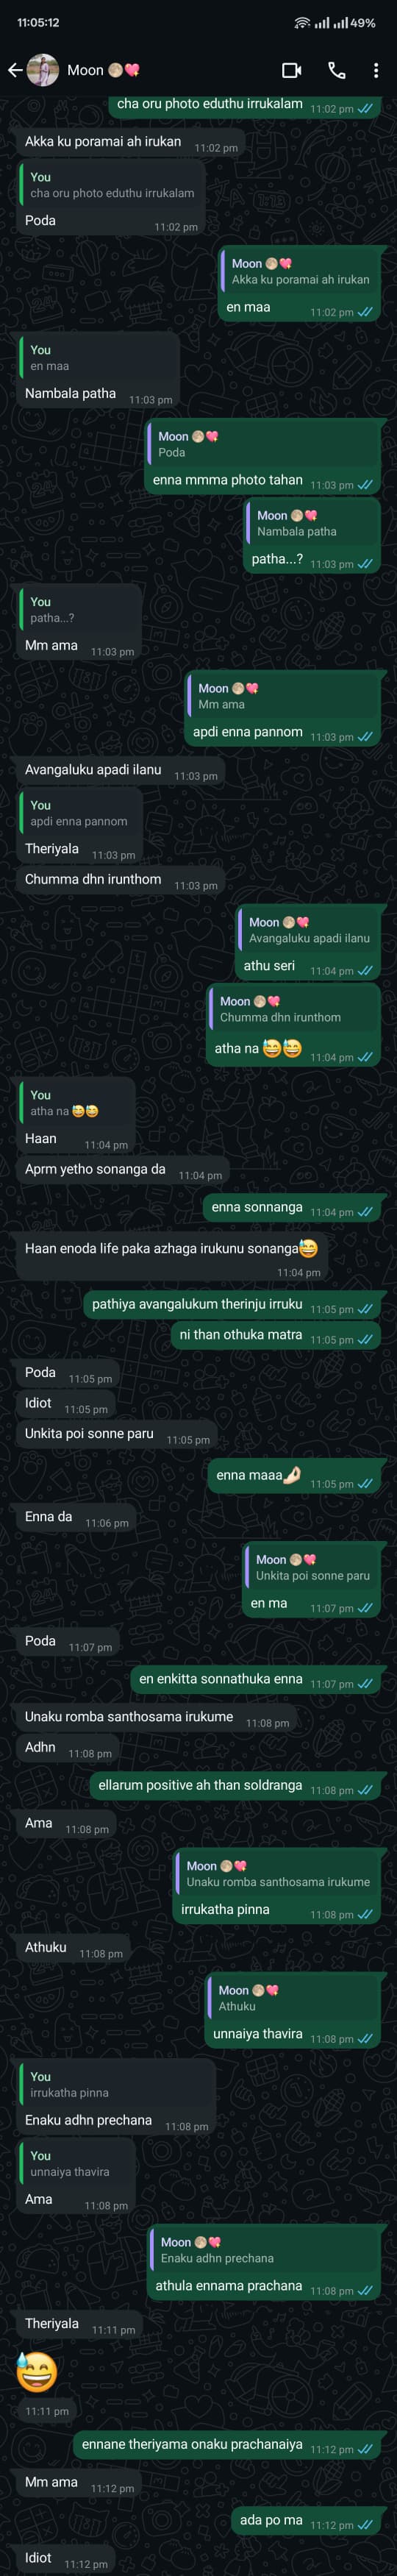 11:05:12
49%
Moon 🌕💖
cha oru photo eduthu irrukalam 11:02 pm
Akka ku poramai ah irukan 11:02 pm
You
cha oru photo eduthu irrukalam
Poda 11:02 pm
Moon 🌕💖
Akka ku poramai ah irukan
en maa 11:02 pm
You
en maa
Nambala patha 11:03 pm
Moon 🌕💖
Poda
enna mmma photo tahan 11:03 pm
Moon 🌕💖
Nambala patha
patha...? 11:03 pm
You
patha...?
Mm ama 11:03 pm
Moon 🌕💖
Mm ama
apdi enna pannom 11:03 pm
Avangaluku apadi ilanu 11:03 pm
You
apdi enna pannom
Theriyala 11:03 pm
Chumma dhn irunthom 11:03 pm
Moon 🌕💖
Avangaluku apadi ilanu
athu seri 11:04 pm
Moon 🌕💖
Chumma dhn irunthom
atha na 😅😅 11:04 pm
You
atha na 😅😅
Haan 11:04 pm
Aprm yetho sonanga da 11:04 pm
enna sonnanga 11:04 pm
Haan enoda life paka azhaga irukunu sonanga😅
11:04 pm
pathiya avangalukum therinju irruku 11:05 pm
ni than othuka matra 11:05 pm
Poda 11:05 pm
Idiot 11:05 pm
Unkita poi sonne paru 11:05 pm
enna maaa🤌🏻 11:05 pm
Enna da 11:06 pm
Moon 🌕💖
Unkita poi sonne paru
en ma 11:07 pm
Poda 11:07 pm
en enkitta sonnathuka enna 11:07 pm
Unaku romba santhosama irukume 11:08 pm
Adhn 11:08 pm
ellarum positive ah than soldranga 11:08 pm
Ama 11:08 pm
Moon 🌕💖
Unaku romba santhosama irukume
irrukatha pinna 11:08 pm
Athuku 11:08 pm
Moon 🌕💖
Athuku
unnaiya thavira 11:08 pm
You
irrukatha pinna
Enaku adhn prechana 11:08 pm
You
unnaiya thavira
Ama 11:08 pm
Moon 🌕💖
Enaku adhn prechana
athula ennama prachana 11:08 pm
Theriyala 11:11 pm
😅
11:11 pm
ennane theriyama onaku prachanaiya 11:12 pm
Mm ama 11:12 pm
ada po ma 11:12 pm
Idiot 11:12 pm